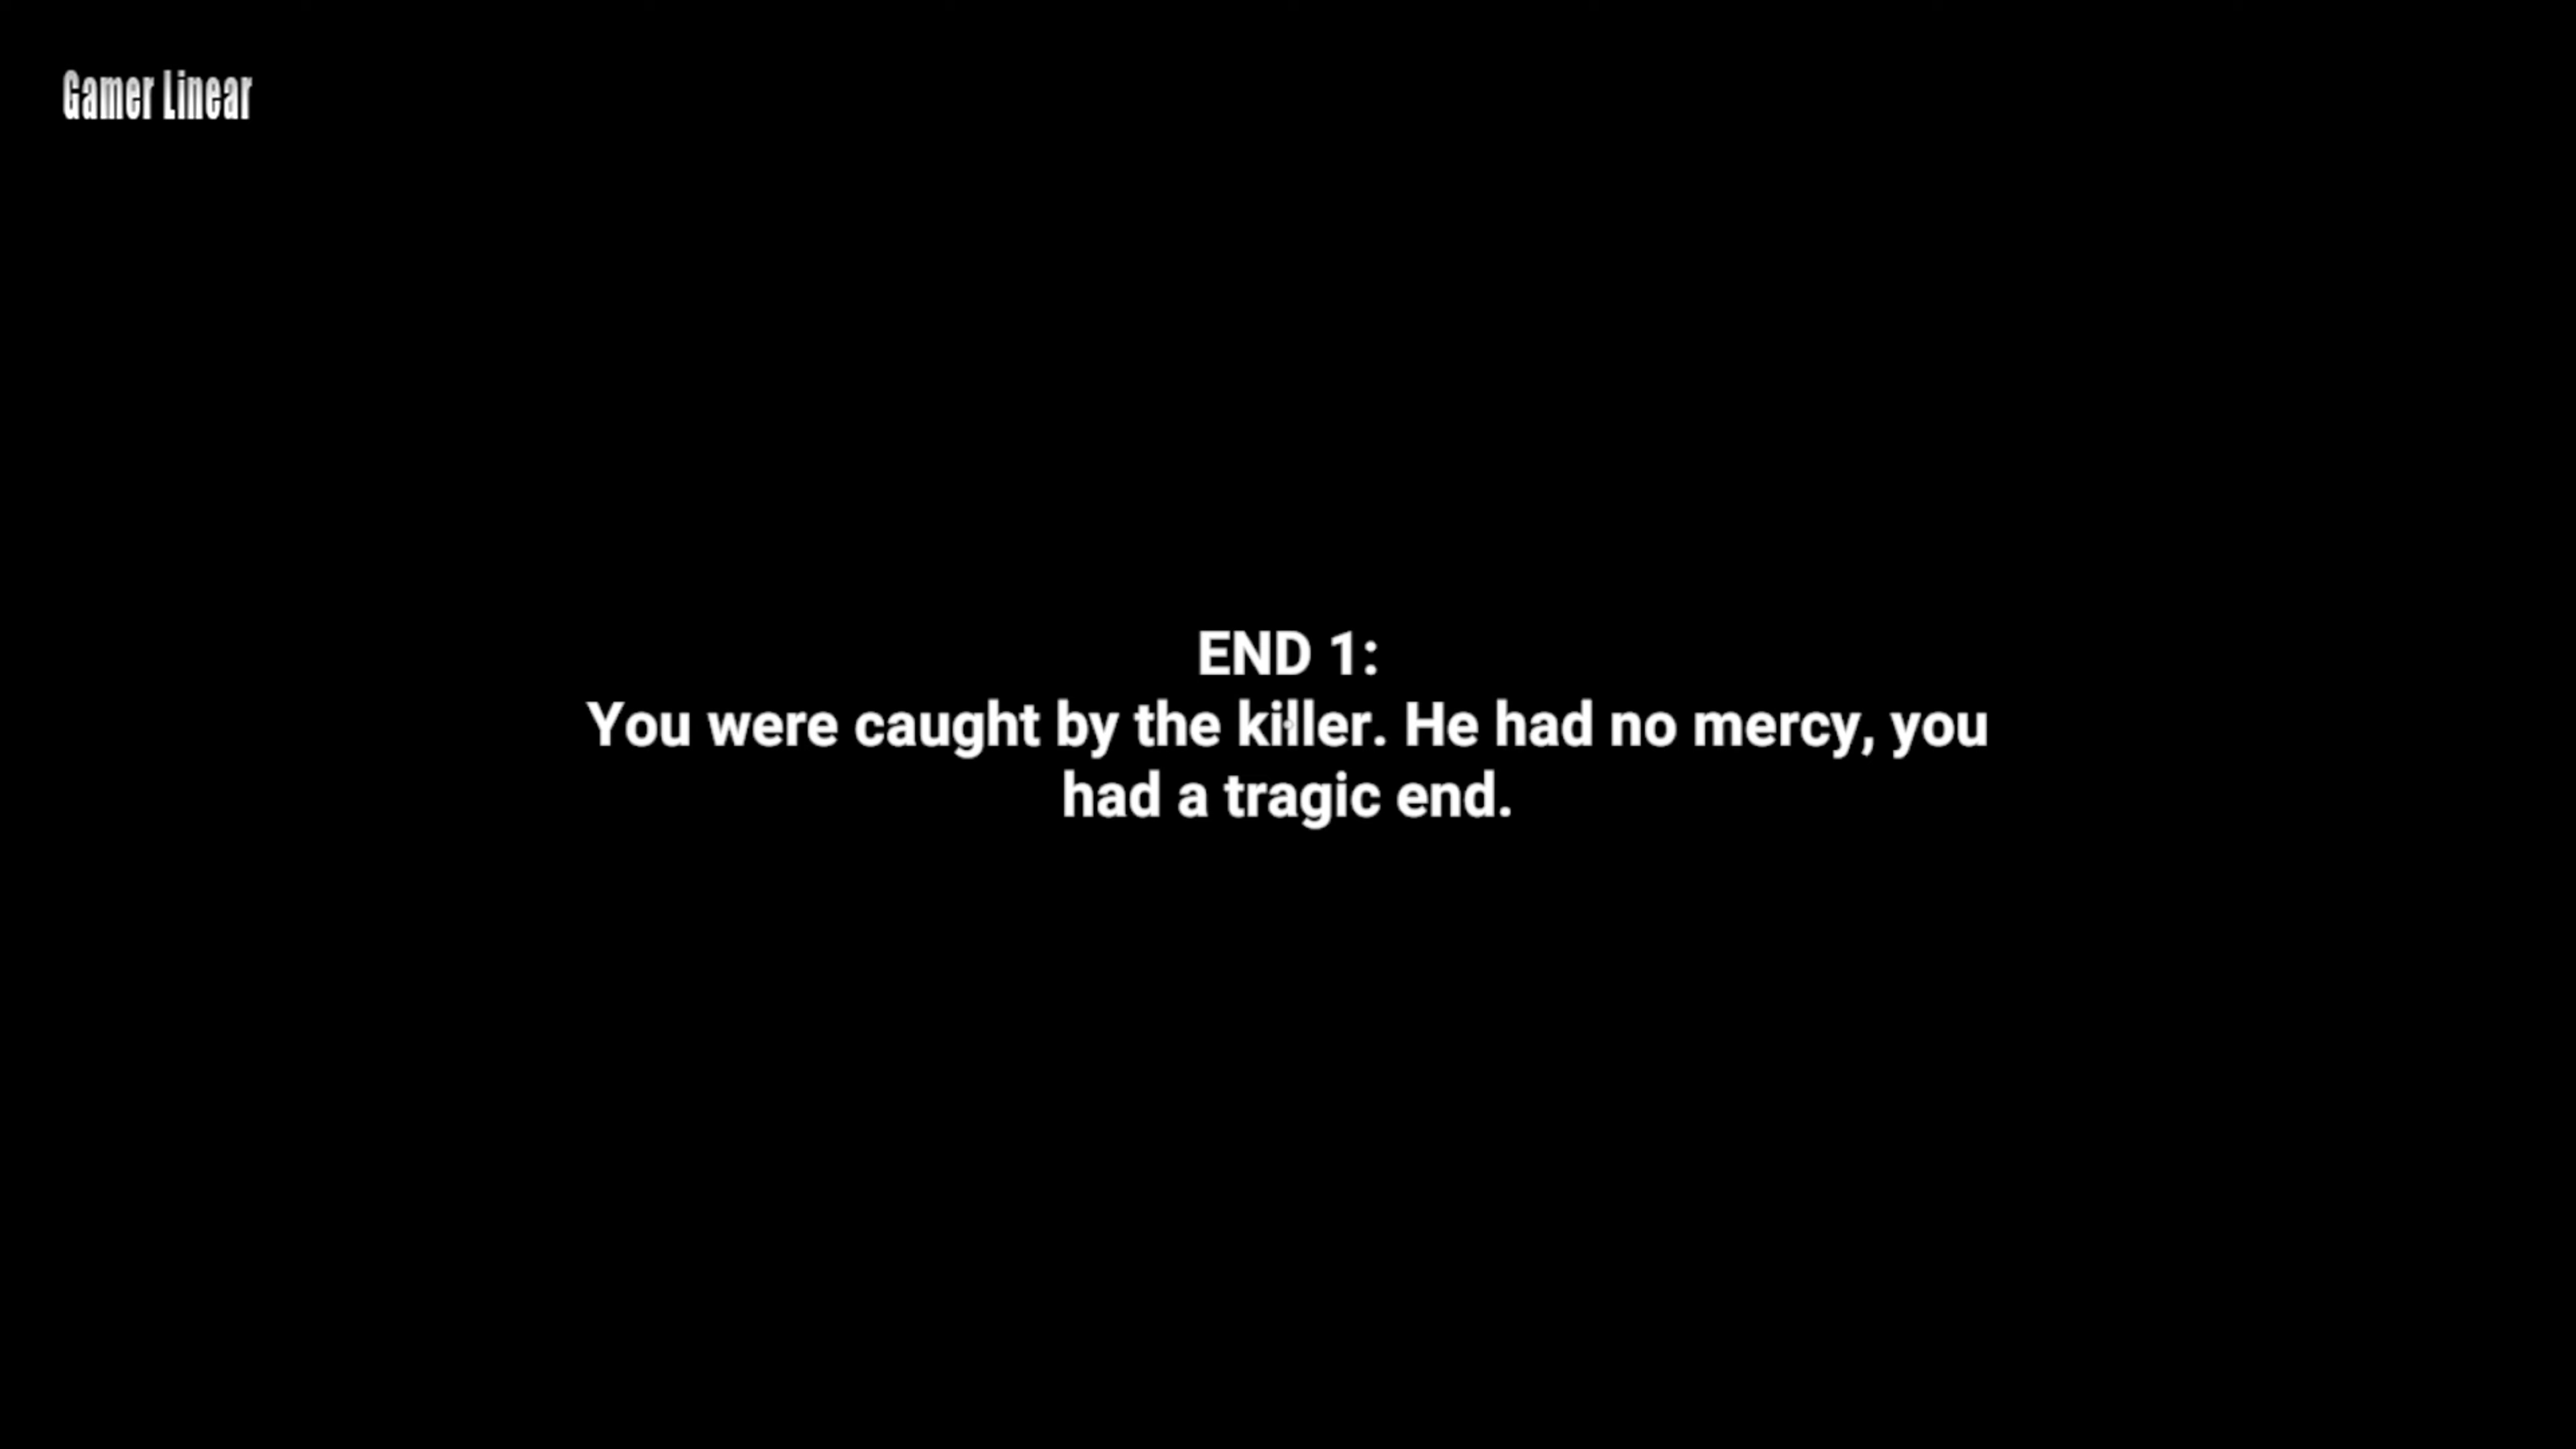 Gamer Linear
END 1:
You were caught by the killer. He had no mercy, you
had a tragic end.